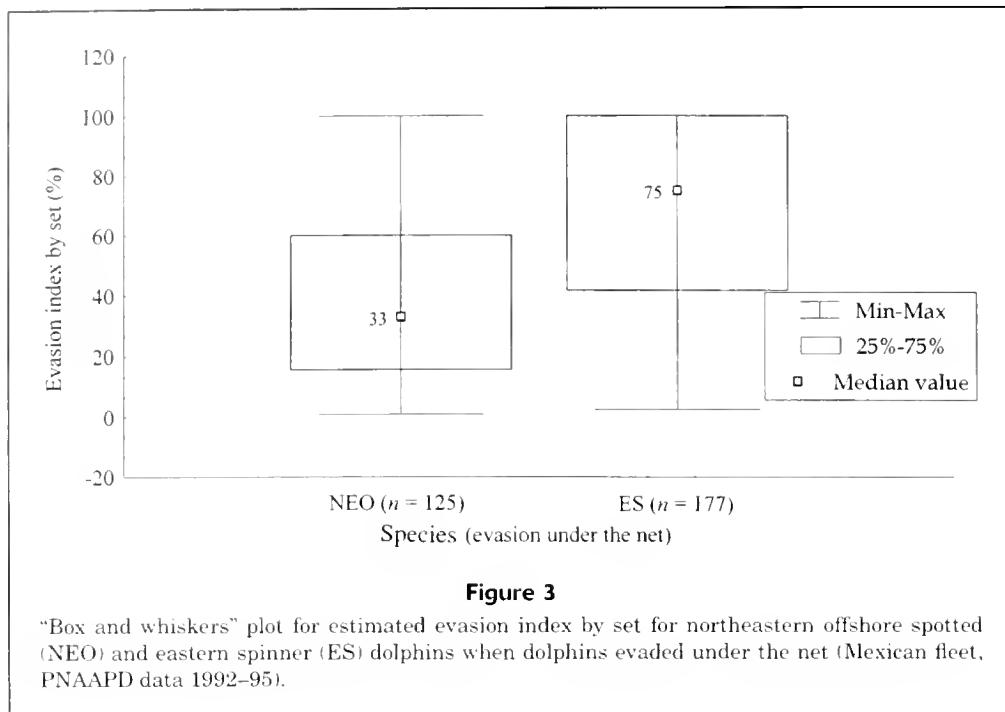 120
100
80
60
40
20
0
-20
Evasion index by set (%)
33
75
Min-Max
25%-75%
Median value
NEO (n = 125) ES (n = 177)
Species (evasion under the net)
Figure 3
"Box and whiskers" plot for estimated evasion index by set for northeastern offshore spotted
(NEO) and eastern spinner (ES) dolphins when dolphins evaded under the net (Mexican fleet,
PNAAPD data 1992–95).